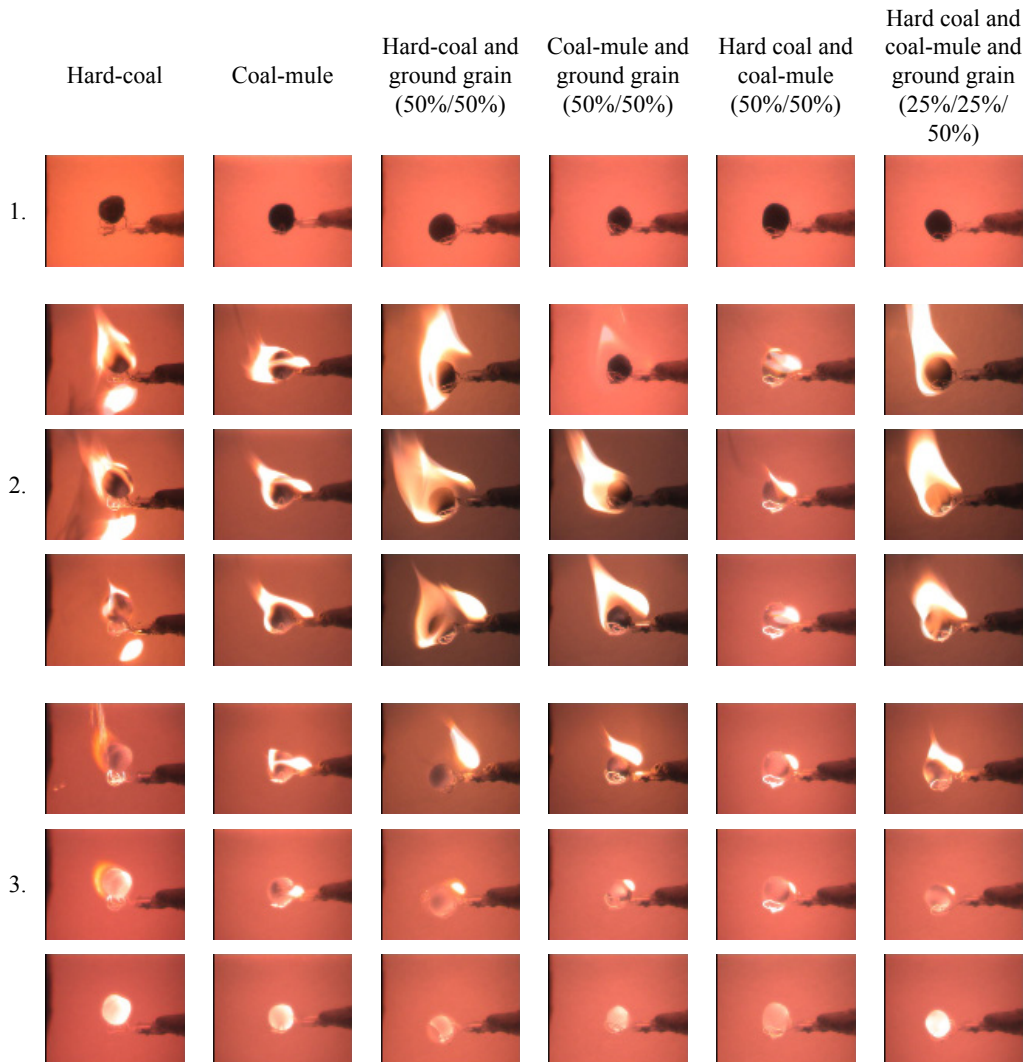 Hard-coal
Coal-mule
Hard-coal and
ground grain
(50%/50%)
Coal-mule and
ground grain
(50%/50%)
Hard coal and
coal-mule
(50%/50%)
Hard coal and
coal-mule and
ground grain
(25%/25%/
50%)
1.
2.
3.